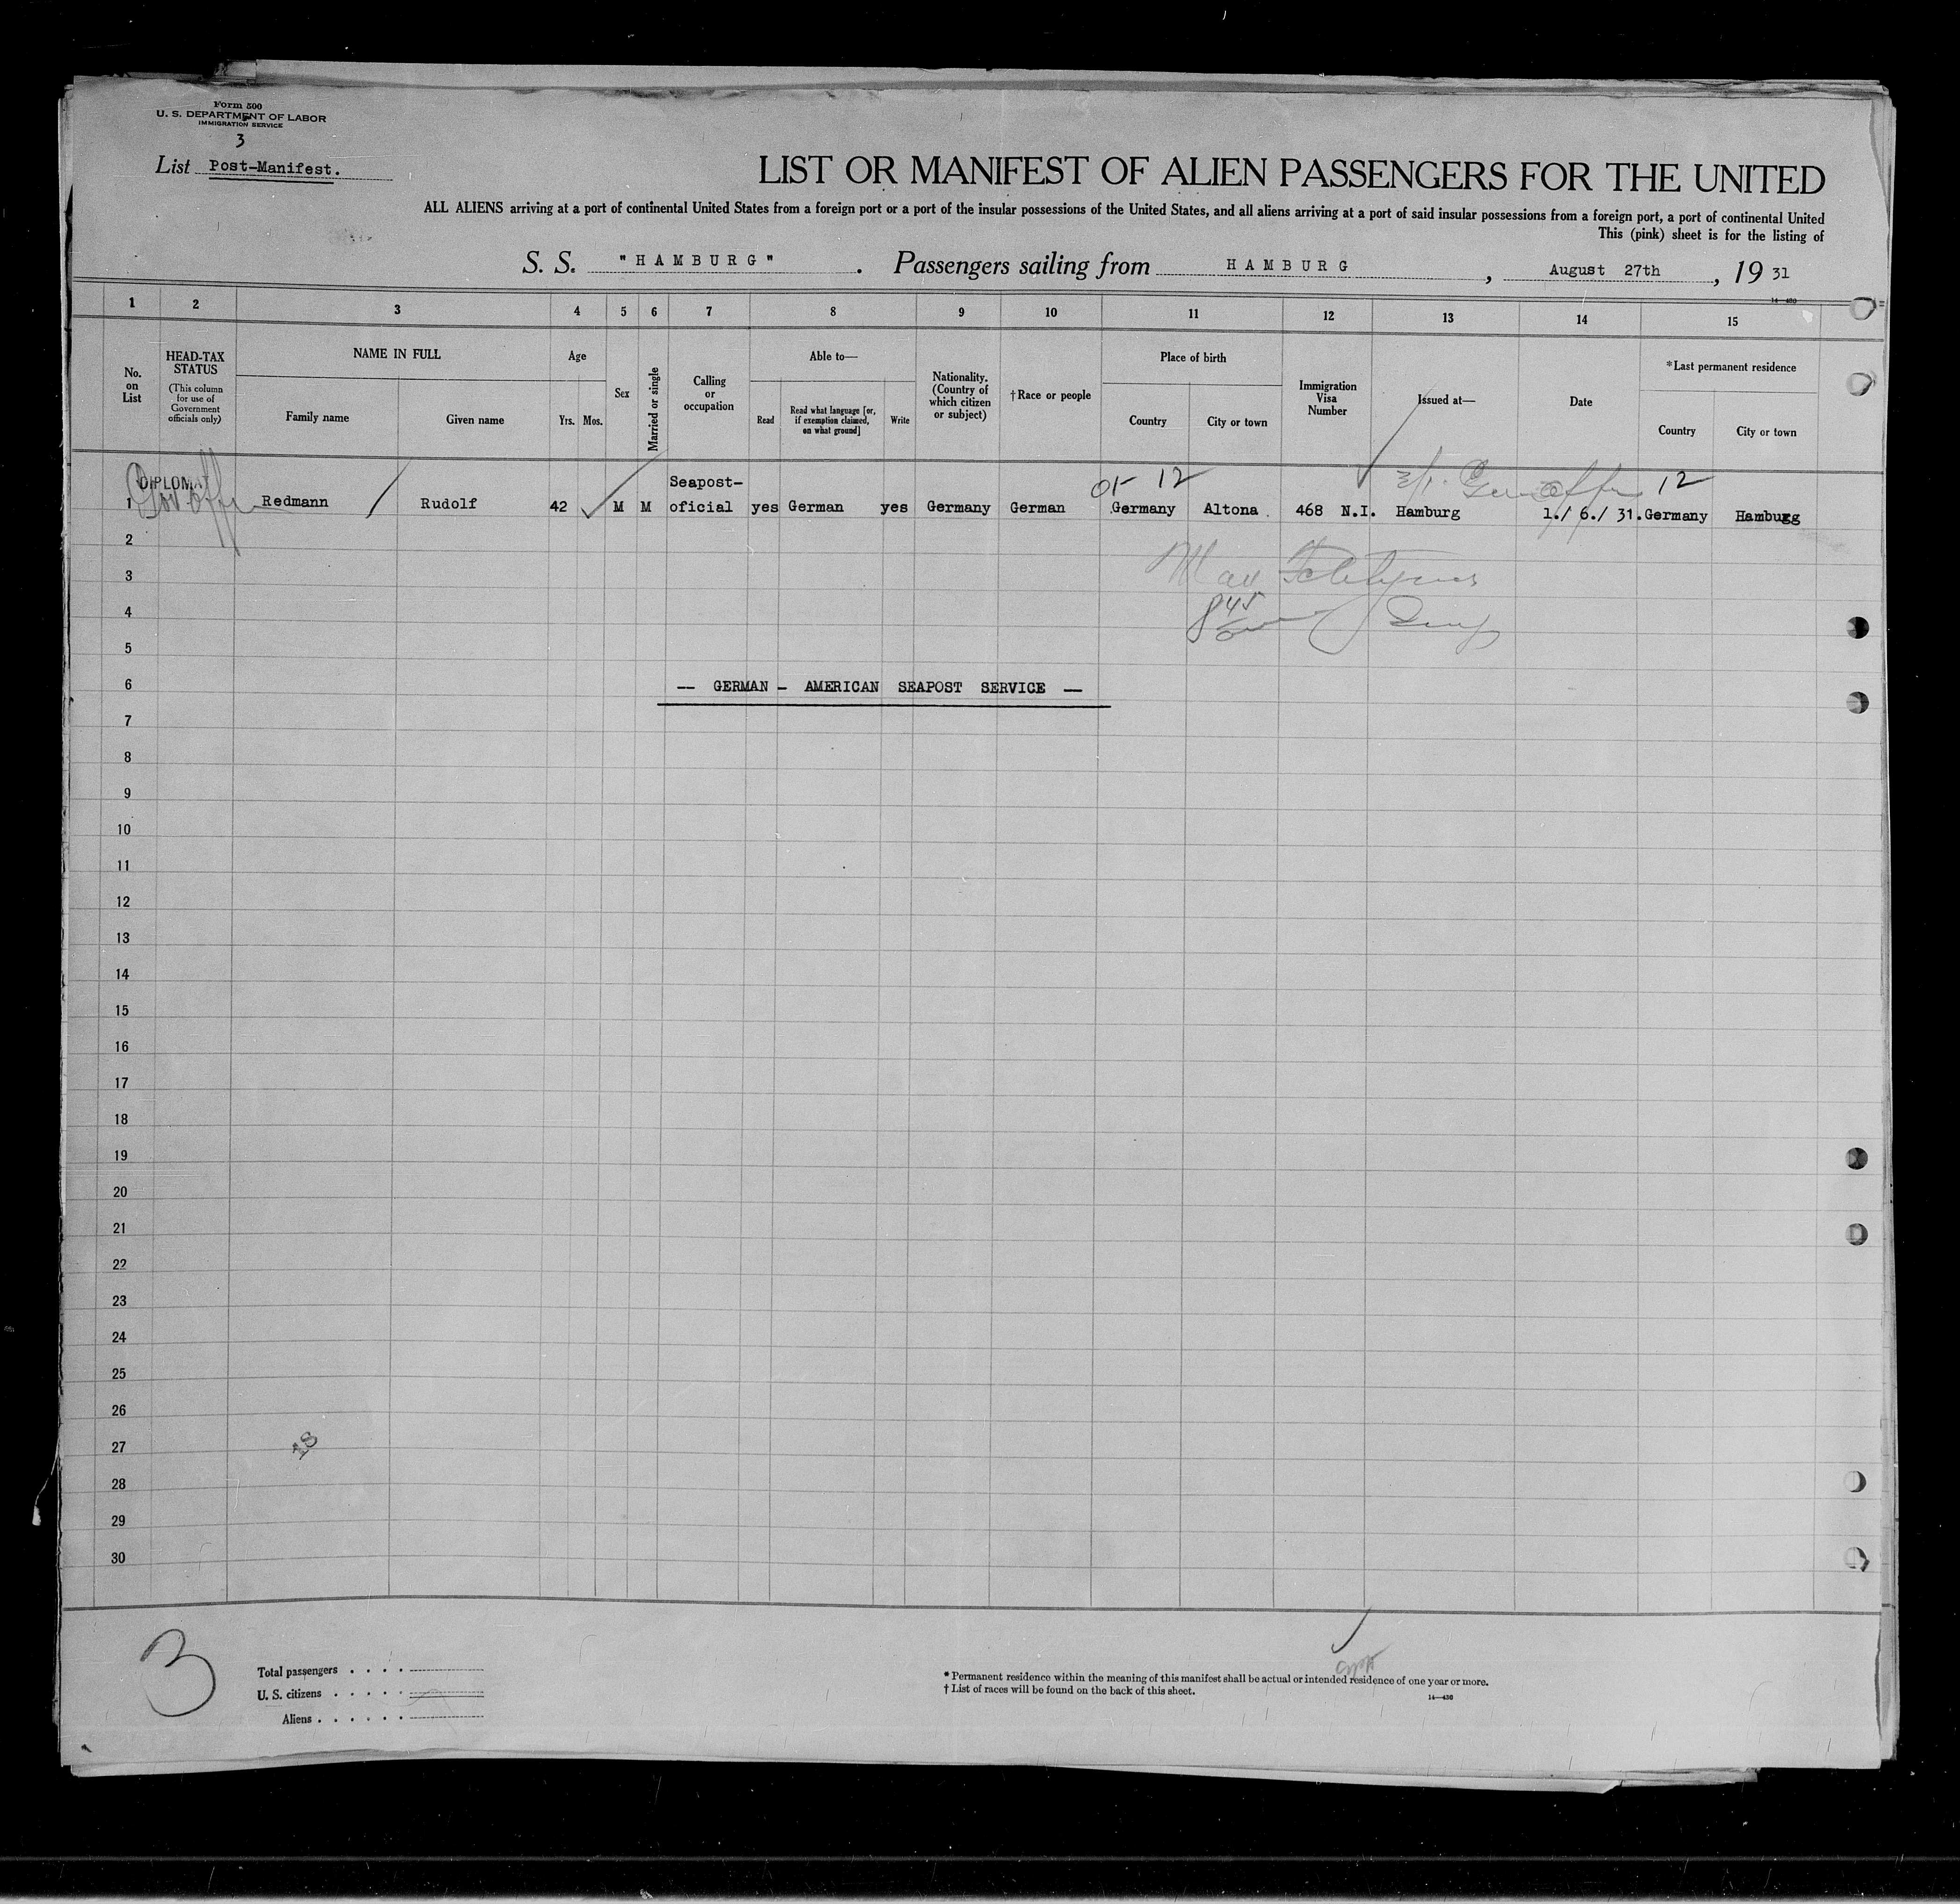 Form 500
U. S. DEPARTMENT OF LABOR
IMMIGRATION SERVICE
3
List Post-Manifest.
LIST OR MANIFEST OF ALIEN PASSENGERS FOR THE UNITED
ALL ALIENS arriving at a port of continental United States from a foreign port or a port of the insular possessions of the United States, and all aliens arriving at a port of said insular possessions from a foreign port, a port of continental United
This (pink) sheet is for the listing of
S. S. "HAMBURG". Passengers sailing from HAMBURG, August 27th, 19 31
14—430
1 2 3 4 5 6 7 8 9 10 11 12 13 14 15
No. on List
HEAD-TAX STATUS
(This column for use of Government officials only)
NAME IN FULL
Family name Given name
Age
Yrs. Mos.
Sex
Married or single
Calling or occupation
Able to—
Read
Read what language [or, if exemption claimed, on what ground]
Write
Nationality. (Country of which citizen or subject)
†Race or people
Place of birth
Country City or town
Immigration Visa Number
Issued at—
Date
*Last permanent residence
Country City or town
DIPLOMAT
Gov Off
01- 12
12
1 Redmann / Rudolf 42 M M Seapost-oficial yes German yes Germany German Germany Altona 468 N.I. Hamburg 1./ 6./ 31. Germany Hamburg
2
3
4
5
6 -- GERMAN - AMERICAN SEAPOST SERVICE --
7
8
9
10
11
12
13
14
15
16
17
18
19
20
21
22
23
24
25
26
27
18
28
29
30
3
Total passengers . . . .
U. S. citizens . . . . .
Aliens . . . . . .
* Permanent residence within the meaning of this manifest shall be actual or intended residence of one year or more.
† List of races will be found on the back of this sheet.
14—430